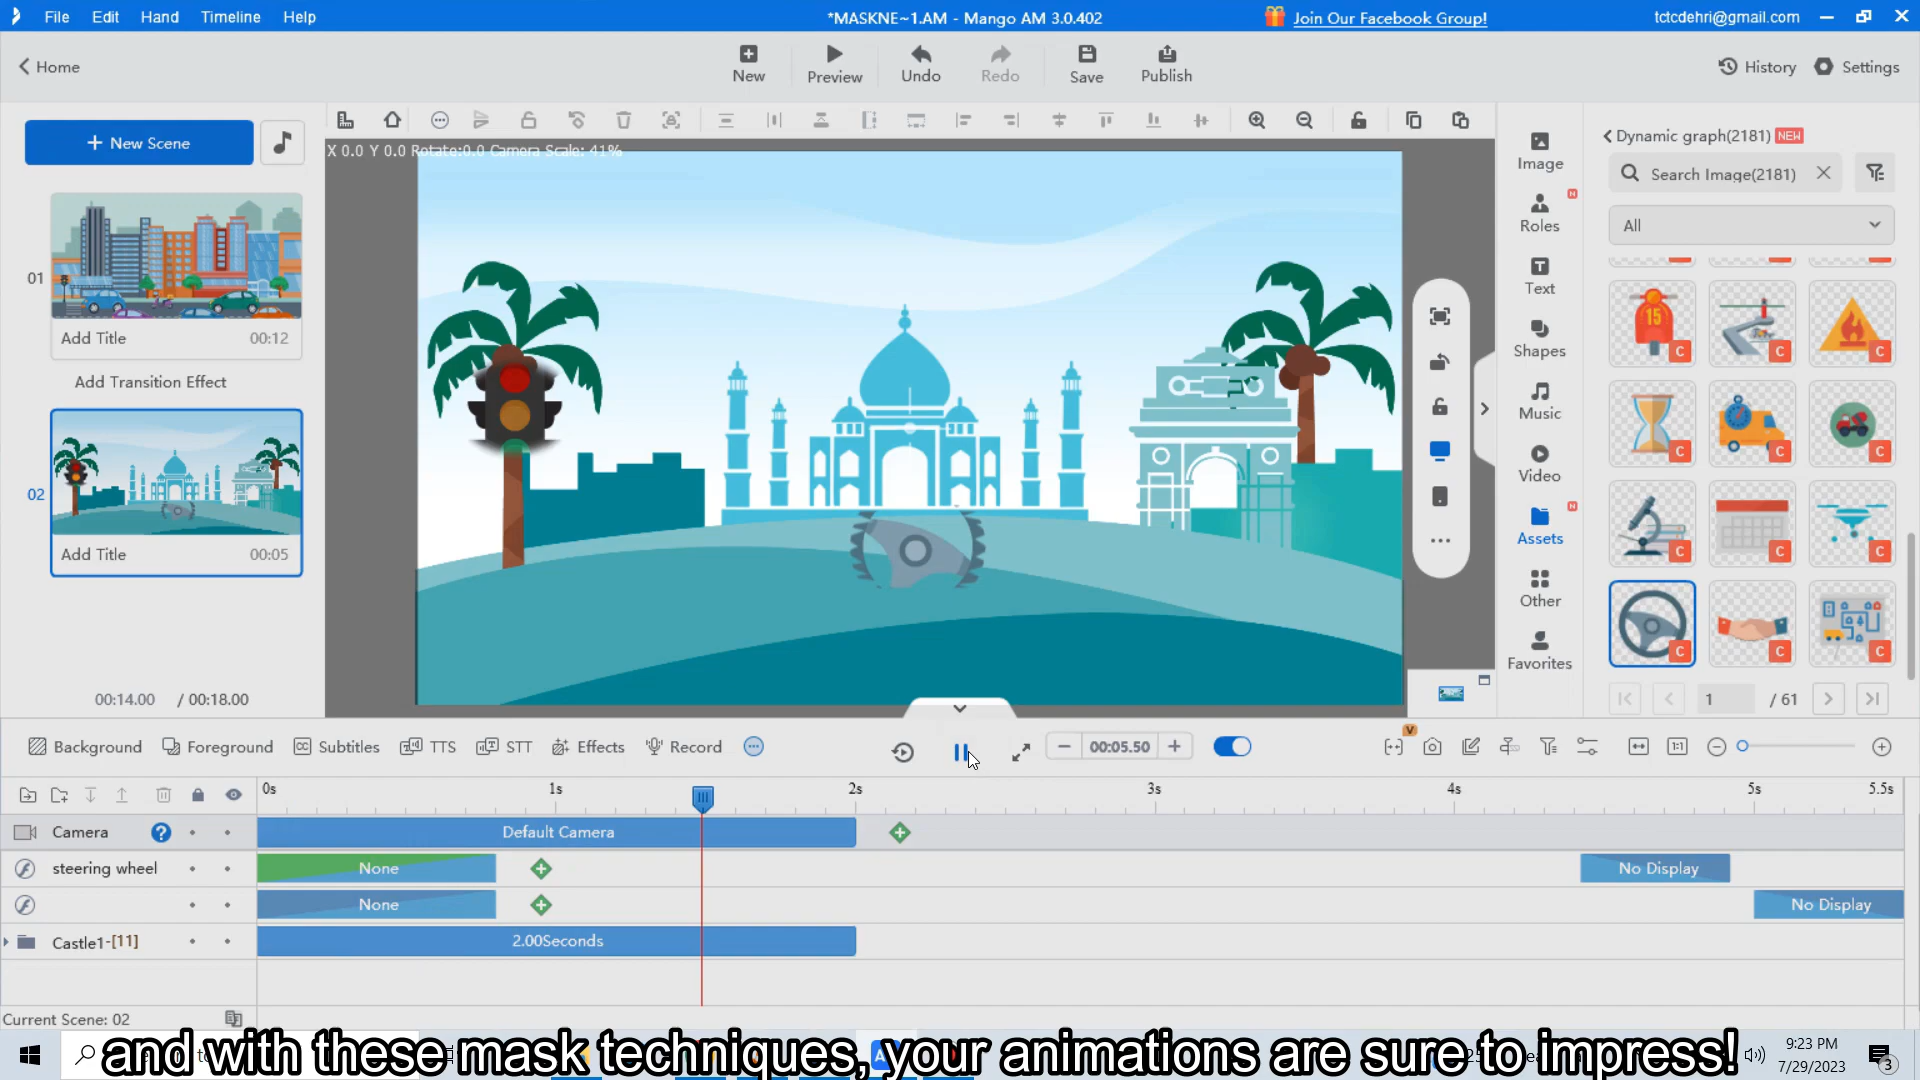 File Edit Hand Timeline Help
*MASKNE~1.AM - Mango AM 3.0.402
Join Our Facebook Group!
tctcdehri@gmail.com
Home
New Preview Undo Redo Save Publish
History Settings
New Scene
X 0.0 Y 0.0 Rotate:0.0 Camera Scale: 41%
01
Add Title 00:12
Add Transition Effect
02
Add Title 00:05
00:14.00 / 00:18.00
Image
Roles
Text
Shapes
Music
Video
Assets
Other
Favorites
Dynamic graph(2181) NEW
Search Image(2181)
All
15
C C C
C C C
C C C
C C C
1 / 61
Background Foreground Subtitles TTS STT Effects Record
00:05.50
V
1:1
0s 1s 2s 3s 4s 5s 5.5s
Camera ? Default Camera
steering wheel None No Display
None No Display
Castle1-[11] 2.00Seconds
Current Scene: 02
and with these mask techniques, your animations are sure to impress!
9:23 PM
7/29/2023
3